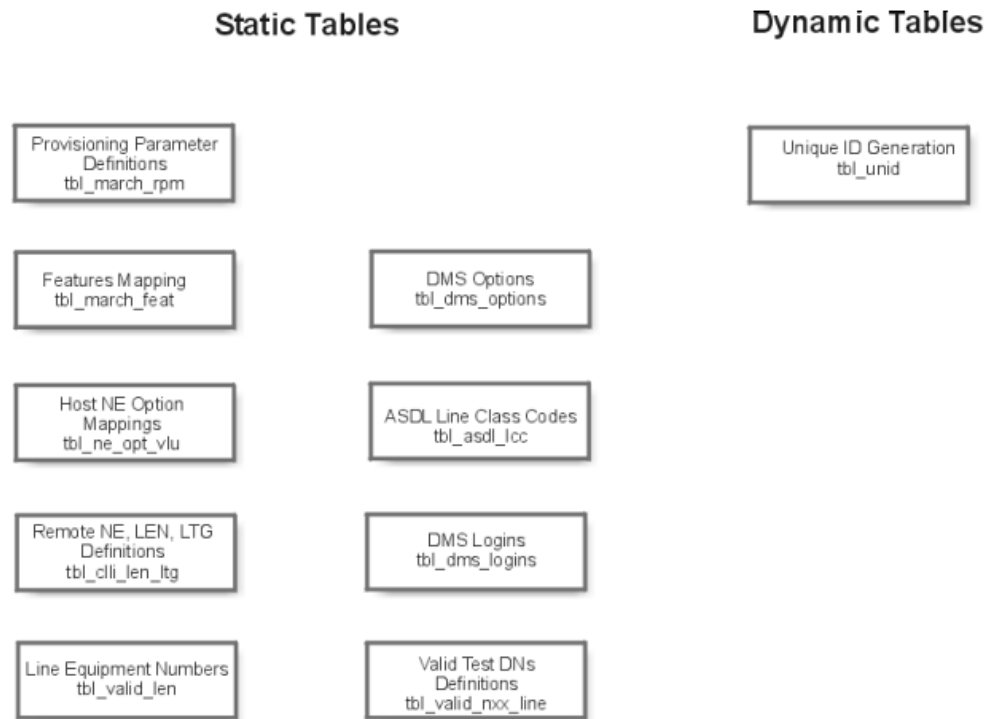 Static Tables
Dynamic Tables
Provisioning Parameter
Definitions
tbl_march_rpm
Unique ID Generation
tbl_unid
Features Mapping
tbl_march_feat
DMS Options
tbl_dms_options
Host NE Option
Mappings
tbl_ne_opt_vlu
ASDL Line Class Codes
tbl_asdl_lcc
Remote NE, LEN, LTG
Definitions
tbl_clli_len_ltg
DMS Logins
tbl_dms_logins
Line Equipment Numbers
tbl_valid_len
Valid Test DNs
Definitions
tbl_valid_nxx_line